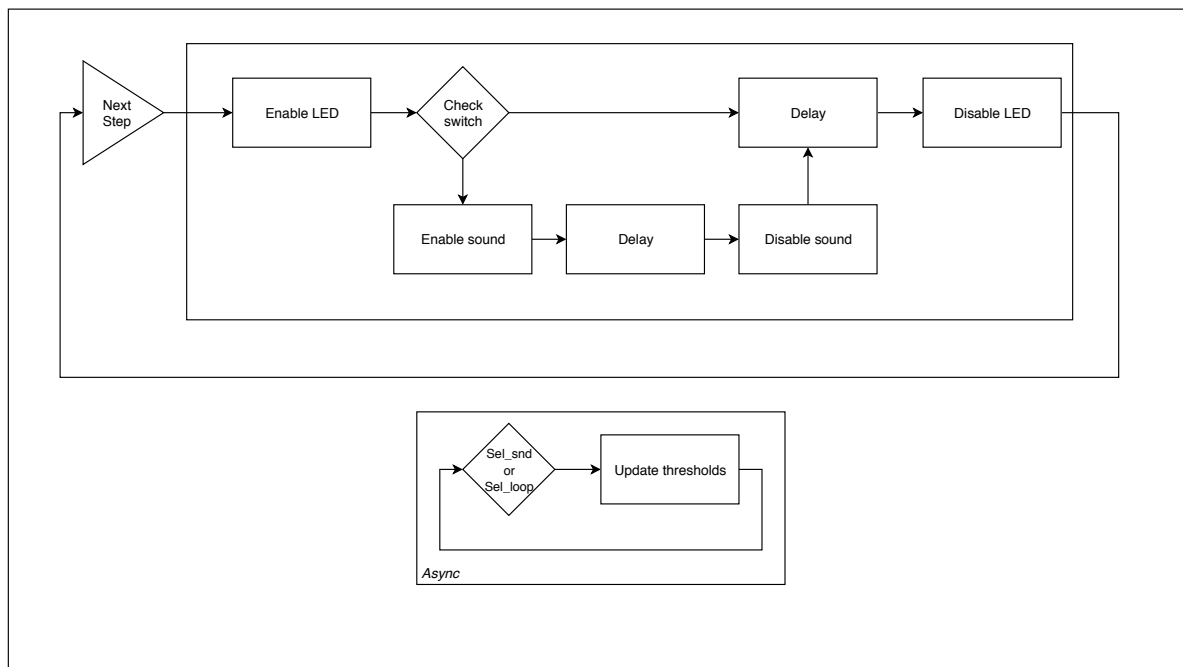 Next
Step
Enable LED
Check
switch
Delay
Disable LED
Enable sound
Delay
Disable sound
Sel_snd
or
Sel_loop
Update thresholds
Async